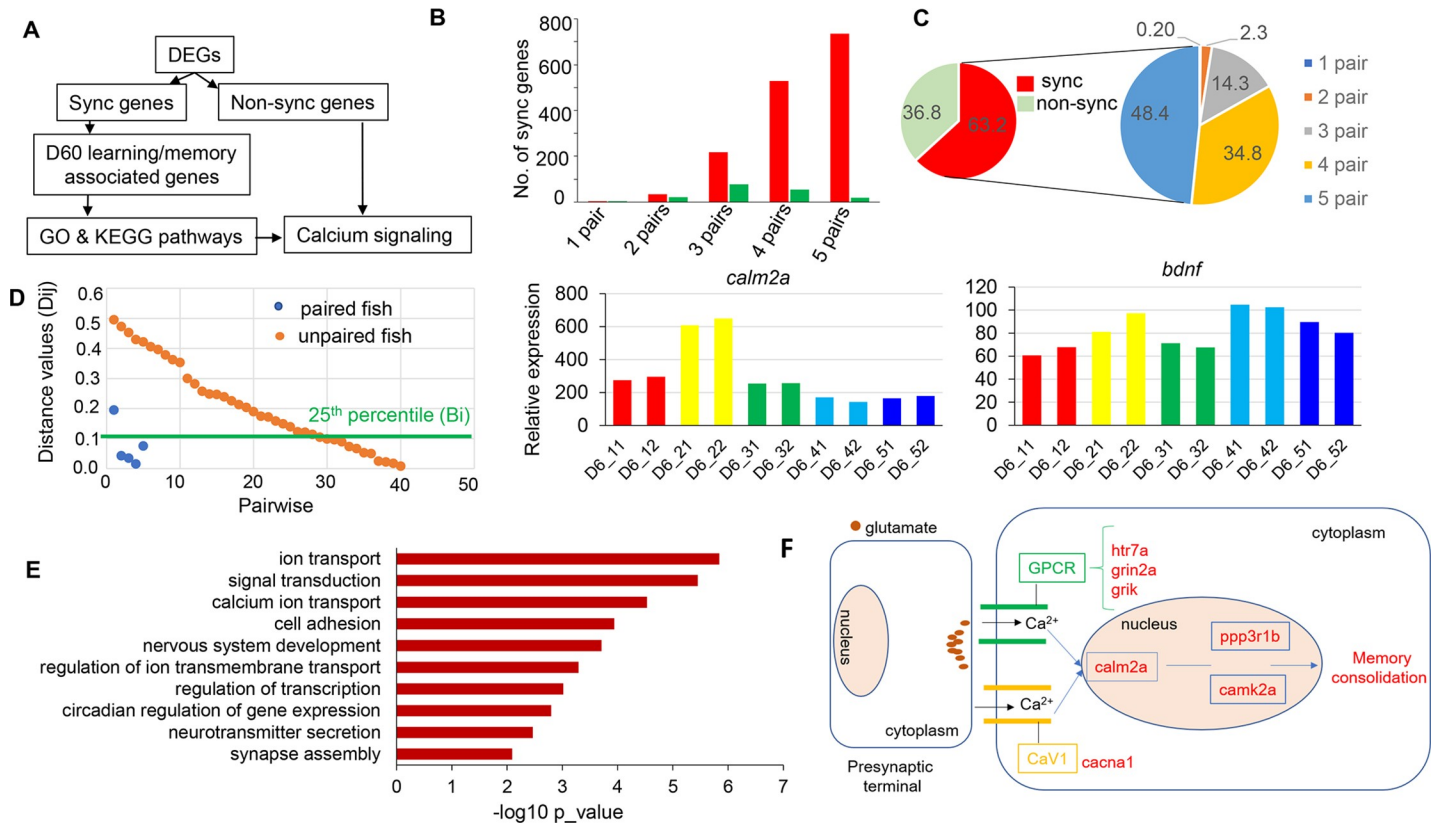 A
DEGs
Sync genes
Non-sync genes
D60 learning/memory
associated genes
GO & KEGG pathways
Calcium signaling
B
No. of sync genes
800
600
400
200
0
1 pair
2 pairs
3 pairs
4 pairs
5 pairs
C
36.8
63.2
sync
non-sync
0.20
2.3
14.3
34.8
48.4
1 pair
2 pair
3 pair
4 pair
5 pair
D
Distance values (Dij)
0.6
0.5
0.4
0.3
0.2
0.1
0.0
paired fish
unpaired fish
25th percentile (Bi)
0
10
20
30
40
50
Pairwise
calm2a
Relative expression
800
600
400
200
0
D6_11
D6_12
D6_21
D6_22
D6_31
D6_32
D6_41
D6_42
D6_51
D6_52
bdnf
120
100
80
60
40
20
0
D6_11
D6_12
D6_21
D6_22
D6_31
D6_32
D6_41
D6_42
D6_51
D6_52
E
ion transport
signal transduction
calcium ion transport
cell adhesion
nervous system development
regulation of ion transmembrane transport
regulation of transcription
circadian regulation of gene expression
neurotransmitter secretion
synapse assembly
0
1
2
3
4
5
6
7
-log10 p_value
F
glutamate
nucleus
cytoplasm
Presynaptic
terminal
cytoplasm
GPCR
htr7a
grin2a
grik
Ca2+
nucleus
calm2a
ppp3r1b
camk2a
Memory
consolidation
Ca2+
CaV1
cacna1